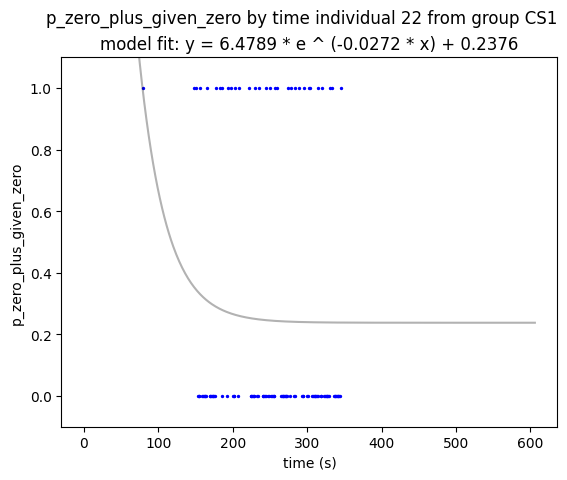 p_zero_plus_given_zero by time individual 22 from group CS1
model fit: y = 6.4789 * e ^ (-0.0272 * x) + 0.2376
1.0
0.8
0.6
0.4
0.2
0.0
p_zero_plus_given_zero
0 100 200 300 400 500 600
time (s)